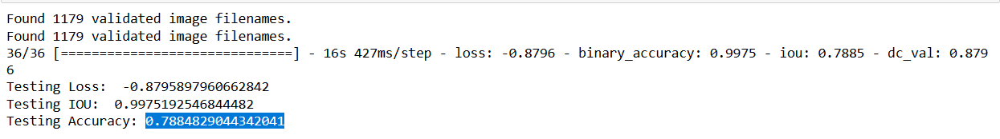 Found 1179 validated image filenames.
Found 1179 validated image filenames.
36/36 [==============================] - 16s 427ms/step - loss: -0.8796 - binary_accuracy: 0.9975 - iou: 0.7885 - dc_val: 0.879
6
Testing Loss:  -0.8795897960662842
Testing IOU:  0.9975192546844482
Testing Accuracy: 0.7884829044342041